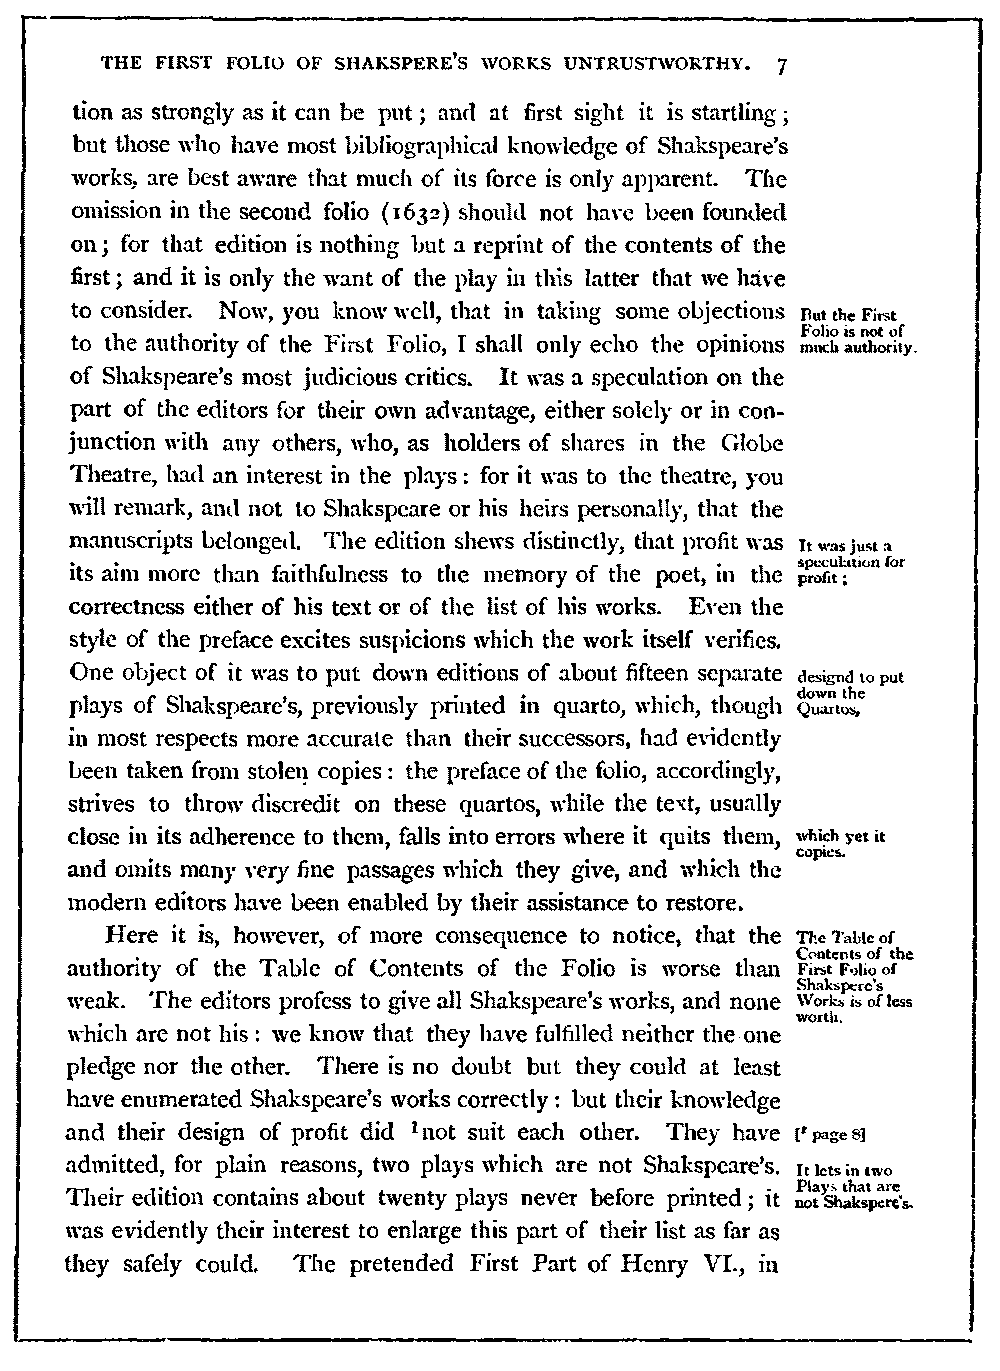 THE FIRST FOLIO OF SHAKSPERE'S WORKS UNTRUSTWORTHY. 7
tion as strongly as it can be put; and at first sight it is startling;
but those who have most bibliographical knowledge of Shakspeare's
works, are best aware that much of its force is only apparent. The
omission in the second folio (1632) should not have been founded
on; for that edition is nothing but a reprint of the contents of the
first; and it is only the want of the play in this latter that we have
to consider. Now, you know well, that in taking some objections
to the authority of the First Folio, I shall only echo the opinions
of Shakspeare's most judicious critics. It was a speculation on the
part of the editors for their own advantage, either solely or in con-
junction with any others, who, as holders of shares in the Globe
Theatre, had an interest in the plays: for it was to the theatre, you
will remark, and not to Shakspeare or his heirs personally, that the
manuscripts belonged. The edition shews distinctly, that profit was
its aim more than faithfulness to the memory of the poet, in the
correctness either of his text or of the list of his works. Even the
style of the preface excites suspicions which the work itself verifies.
One object of it was to put down editions of about fifteen separate
plays of Shakspeare's, previously printed in quarto, which, though
in most respects more accurate than their successors, had evidently
been taken from stolen copies: the preface of the folio, accordingly,
strives to throw discredit on these quartos, while the text, usually
close in its adherence to them, falls into errors where it quits them,
and omits many very fine passages which they give, and which the
modern editors have been enabled by their assistance to restore.
Here it is, however, of more consequence to notice, that the
authority of the Table of Contents of the Folio is worse than
weak. The editors profess to give all Shakspeare's works, and none
which are not his: we know that they have fulfilled neither the one
pledge nor the other. There is no doubt but they could at least
have enumerated Shakspeare's works correctly: but their knowledge
and their design of profit did ¹not suit each other. They have
admitted, for plain reasons, two plays which are not Shakspeare's.
Their edition contains about twenty plays never before printed; it
was evidently their interest to enlarge this part of their list as far as
they safely could. The pretended First Part of Henry VI., in
But the First
Folio is not of
much authority.
It was just a
speculation for
profit;
designd to put
down the
Quartos,
which yet it
copies.
The Table of
Contents of the
First Folio of
Shakspere's
Works is of less
worth.
[¹ page 8]
It lets in two
Plays that are
not Shakspere's.